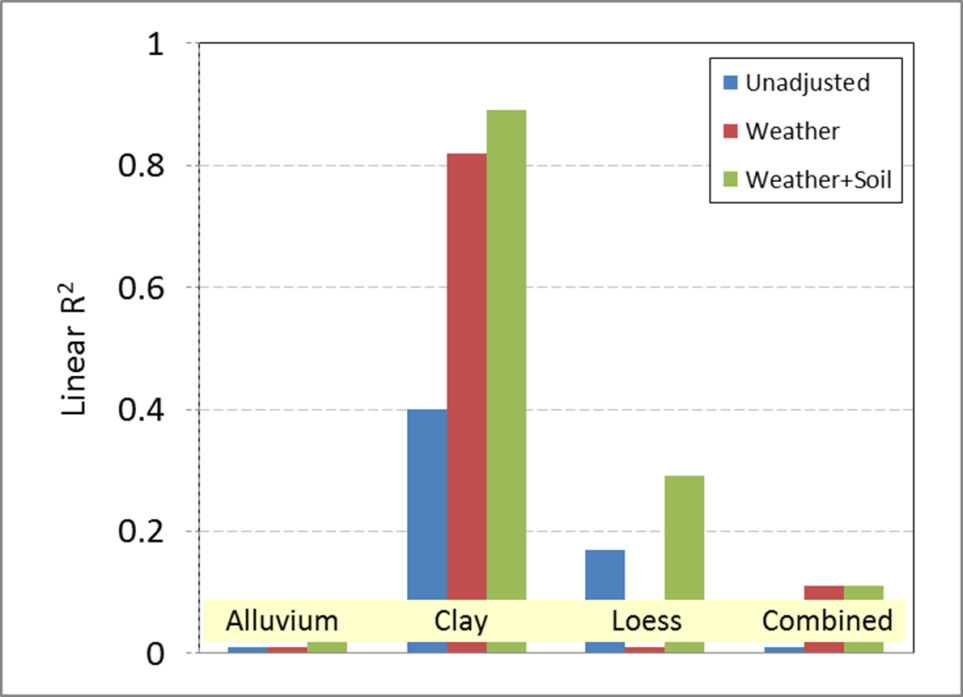 1
0.8
0.6
0.4
0.2
0
Linear R²
Unadjusted
Weather
Weather+Soil
Alluvium Clay Loess Combined